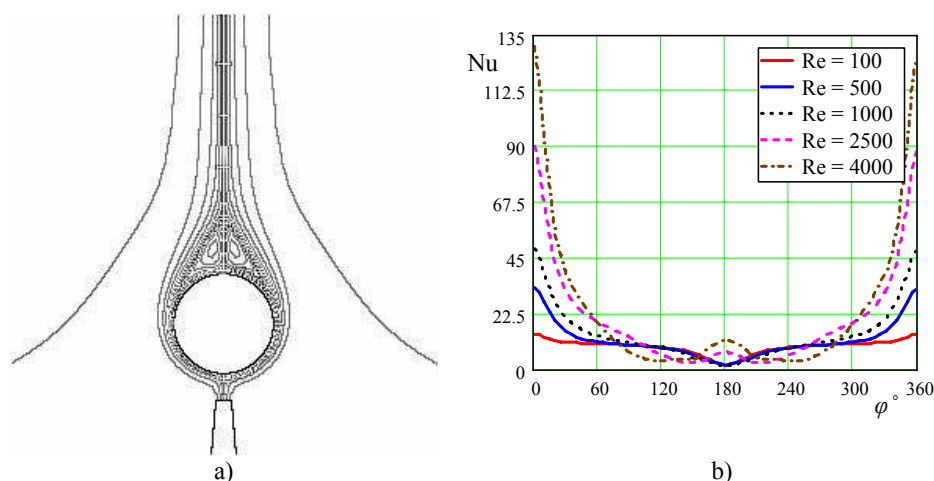 135
Nu
112.5
90
67.5
45
22.5
0
Re = 100
Re = 500
Re = 1000
Re = 2500
Re = 4000
0 60 120 180 240 300 360
φ°
a) b)